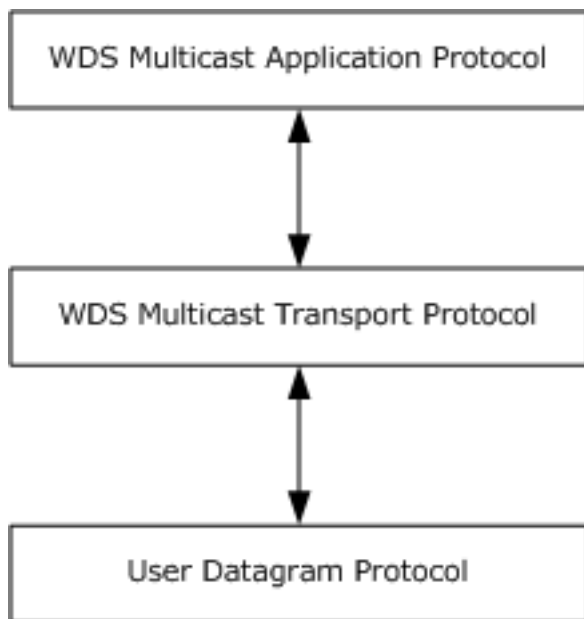 WDS Multicast Application Protocol
WDS Multicast Transport Protocol
User Datagram Protocol